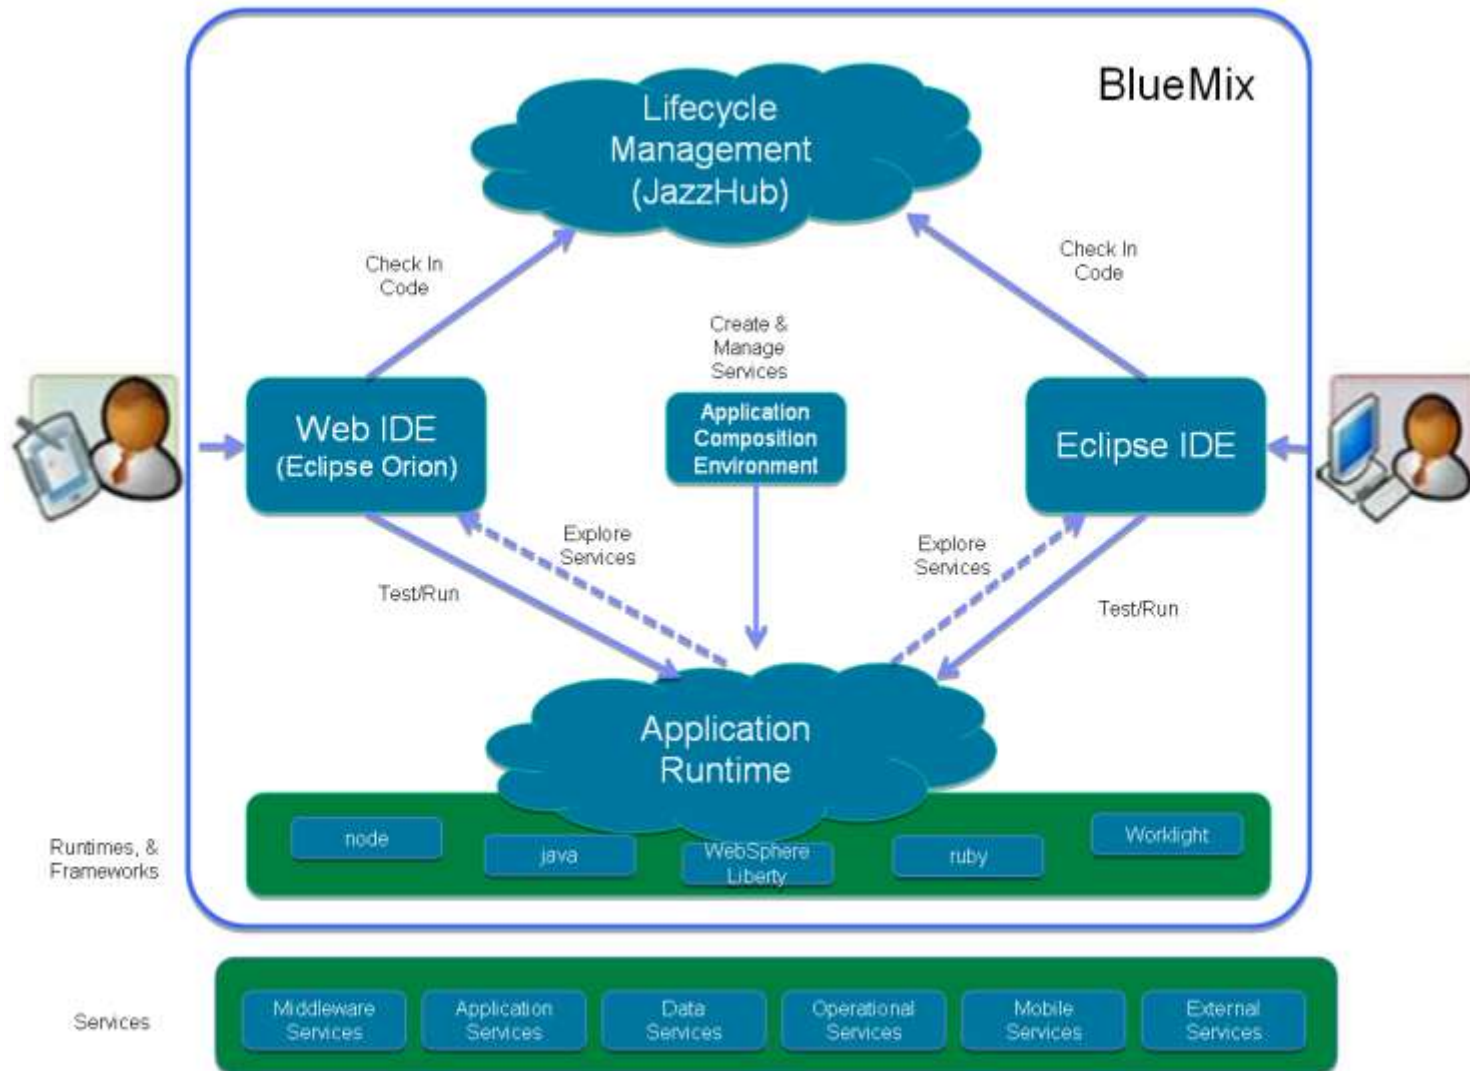 BlueMix
Lifecycle
Management
(JazzHub)
Check In
Code
Check In
Code
Create &
Manage
Services
Web IDE
(Eclipse Orion)
Application
Composition
Environment
Eclipse IDE
Explore
Services
Explore
Services
Test/Run
Test/Run
Application
Runtime
Runtimes, &
Frameworks
node
java
WebSphere
Liberty
ruby
Worklight
Services
Middleware
Services
Application
Services
Data
Services
Operational
Services
Mobile
Services
External
Services